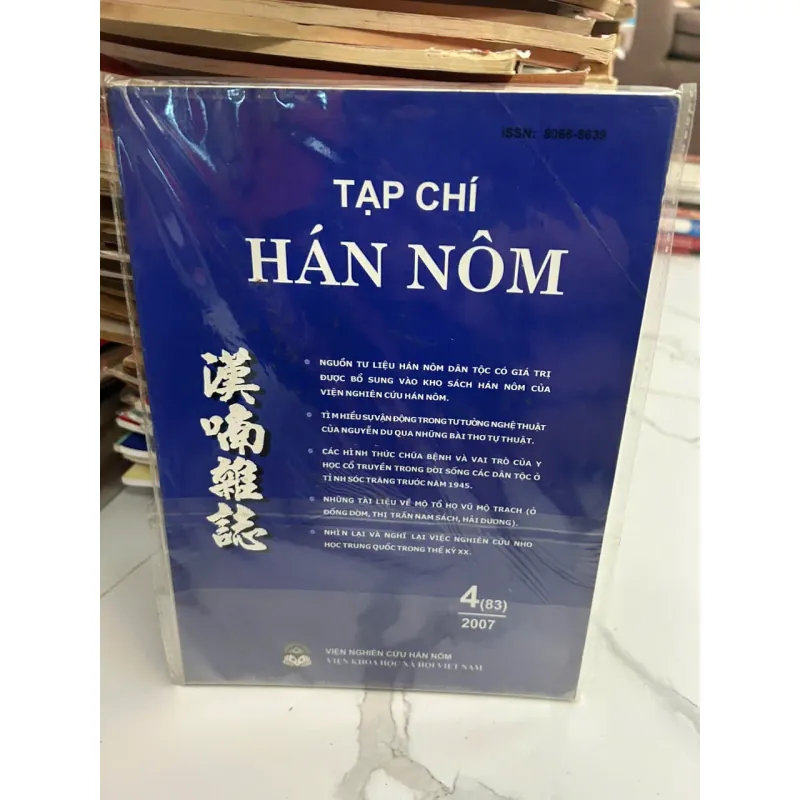 ISSN: 8066-8639
TẠP CHÍ
HÁN NÔM
漢喃雜誌
NGUỒN TƯ LIỆU HÁN NÔM DÂN TỘC CÓ GIÁ TRỊ
ĐƯỢC BỔ SUNG VÀO KHO SÁCH HÁN NÔM CỦA
VIỆN NGHIÊN CỨU HÁN NÔM.
TÌM HIỂU SỰ VẬN ĐỘNG TRONG TƯ TƯỞNG NGHỆ THUẬT
CỦA NGUYỄN DU QUA NHỮNG BÀI THƠ TỰ THUẬT.
CÁC HÌNH THỨC CHỮA BỆNH VÀ VAI TRÒ CỦA Y
HỌC CỔ TRUYỀN TRONG ĐỜI SỐNG CÁC DÂN TỘC Ở
TỈNH SÓC TRĂNG TRƯỚC NĂM 1945.
NHỮNG TÀI LIỆU VỀ MỘ TỔ HỌ VŨ MỘ TRẠCH (Ở
ĐỐNG DỜM, THỊ TRẤN NAM SÁCH, HẢI DƯƠNG).
NHÌN LẠI VÀ NGHĨ LẠI VIỆC NGHIÊN CỨU NHO
HỌC TRUNG QUỐC TRONG THẾ KỶ XX.
4(83)
2007
VIỆN NGHIÊN CỨU HÁN NÔM
VIỆN KHOA HỌC XÃ HỘI VIỆT NAM